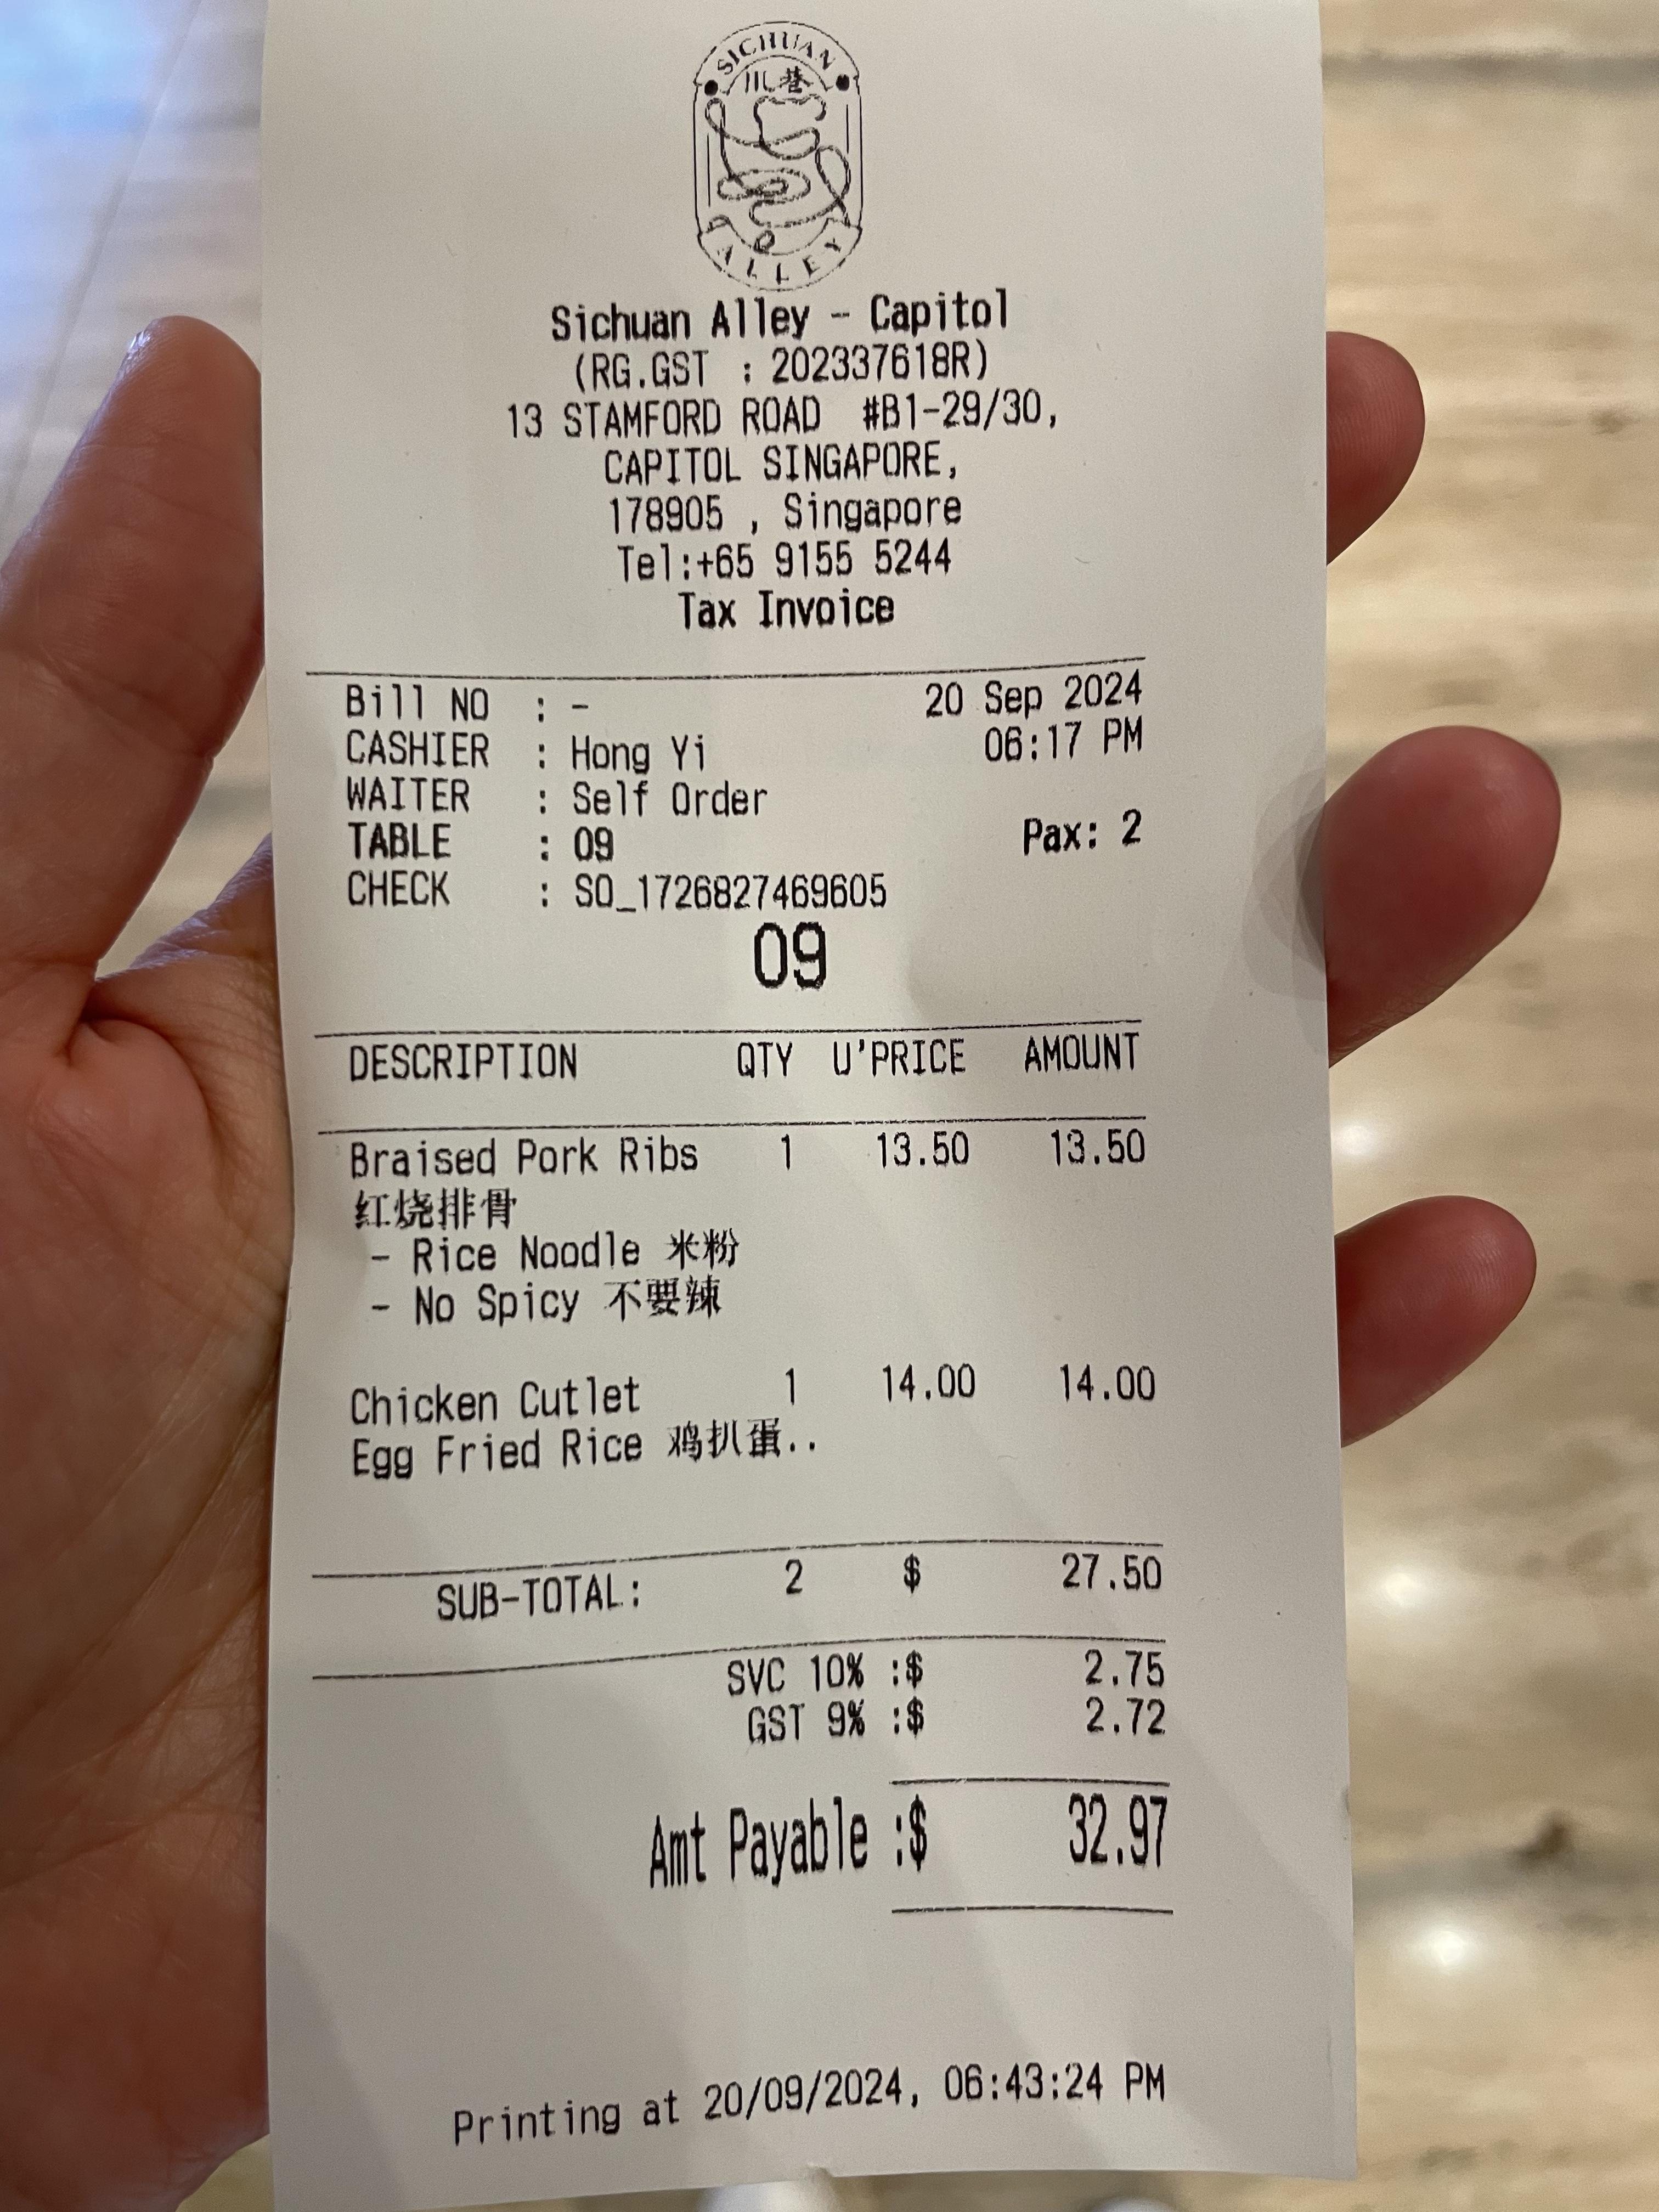 SICHUAN
川巷
ALLEY
Sichuan Alley - Capitol
(RG.GST : 202337618R)
13 STAMFORD ROAD #B1-29/30,
CAPITOL SINGAPORE,
178905 , Singapore
Tel:+65 9155 5244
Tax Invoice
Bill NO : - 20 Sep 2024
CASHIER : Hong Yi 06:17 PM
WAITER : Self Order
TABLE : 09 Pax: 2
CHECK : SO_1726827469605
09
DESCRIPTION QTY U'PRICE AMOUNT
Braised Pork Ribs 1 13.50 13.50
红烧排骨
- Rice Noodle 米粉
- No Spicy 不要辣
Chicken Cutlet 1 14.00 14.00
Egg Fried Rice 鸡扒蛋..
SUB-TOTAL: 2 $ 27.50
SVC 10% :$ 2.75
GST 9% :$ 2.72
Amt Payable :$ 32.97
Printing at 20/09/2024, 06:43:24 PM